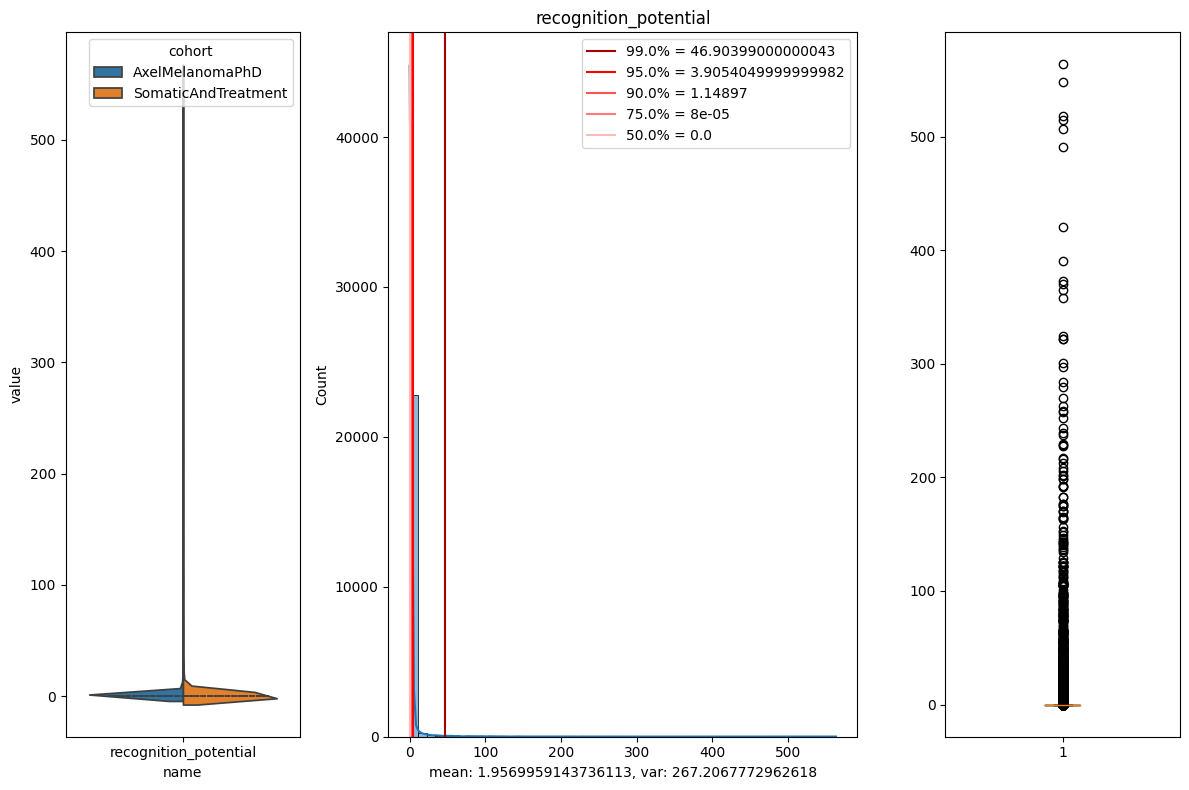 recognition_potential
cohort
AxelMelanomaPhD
SomaticAndTreatment
value
500
400
300
200
100
0
recognition_potential
name
99.0% = 46.90399000000043
95.0% = 3.9054049999999982
90.0% = 1.14897
75.0% = 8e-05
50.0% = 0.0
Count
40000
30000
20000
10000
0
0 100 200 300 400 500
mean: 1.9569959143736113, var: 267.2067772962618
500
400
300
200
100
0
1